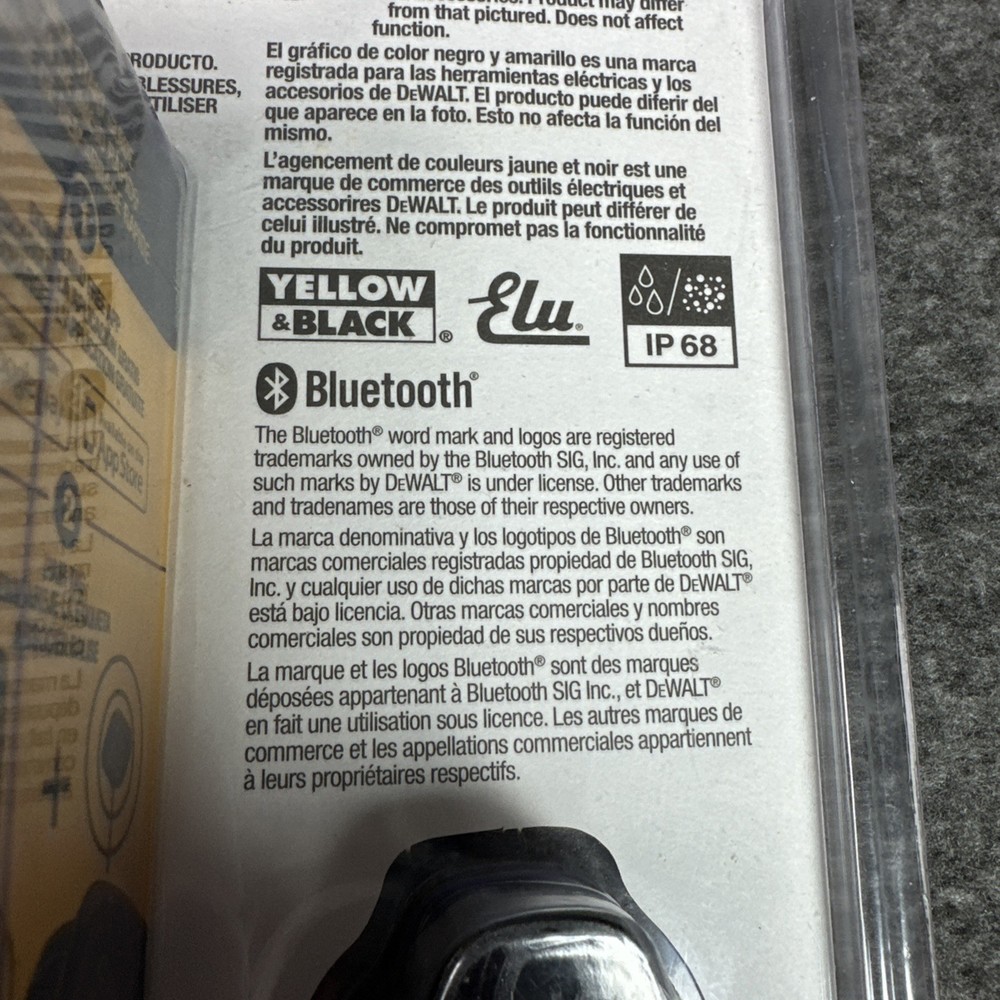 from that pictured. Does not affect
function.
RODUCTO.
BLESSURES,
UTILISER
El gráfico de color negro y amarillo es una marca
registrada para las herramientas eléctricas y los
accesorios de DEWALT. El producto puede diferir del
que aparece en la foto. Esto no afecta la función del
mismo.
L'agencement de couleurs jaune et noir est une
marque de commerce des outlils électriques et
accessorires DEWALT. Le produit peut différer de
celui illustré. Ne compromet pas la fonctionnalité
du produit.
YELLOW
&BLACK®
Elu®
IP 68
Bluetooth®
The Bluetooth® word mark and logos are registered
trademarks owned by the Bluetooth SIG, Inc. and any use of
such marks by DEWALT® is under license. Other trademarks
and tradenames are those of their respective owners.
La marca denominativa y los logotipos de Bluetooth® son
marcas comerciales registradas propiedad de Bluetooth SIG,
Inc. y cualquier uso de dichas marcas por parte de DEWALT®
está bajo licencia. Otras marcas comerciales y nombres
comerciales son propiedad de sus respectivos dueños.
La marque et les logos Bluetooth® sont des marques
déposées appartenant à Bluetooth SIG Inc., et DEWALT®
en fait une utilisation sous licence. Les autres marques de
commerce et les appellations commerciales appartiennent
à leurs propriétaires respectifs.
App Store